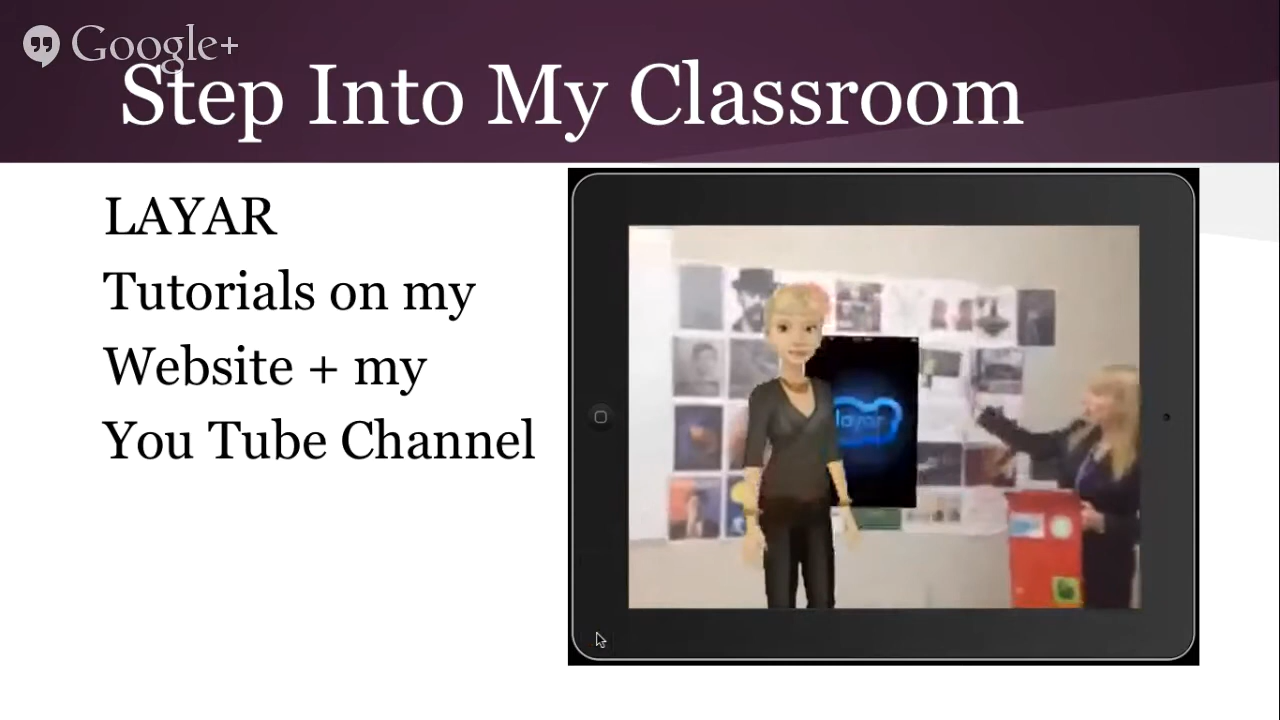 Google+
Step Into My Classroom
LAYAR
Tutorials on my
Website + my
You Tube Channel
layar